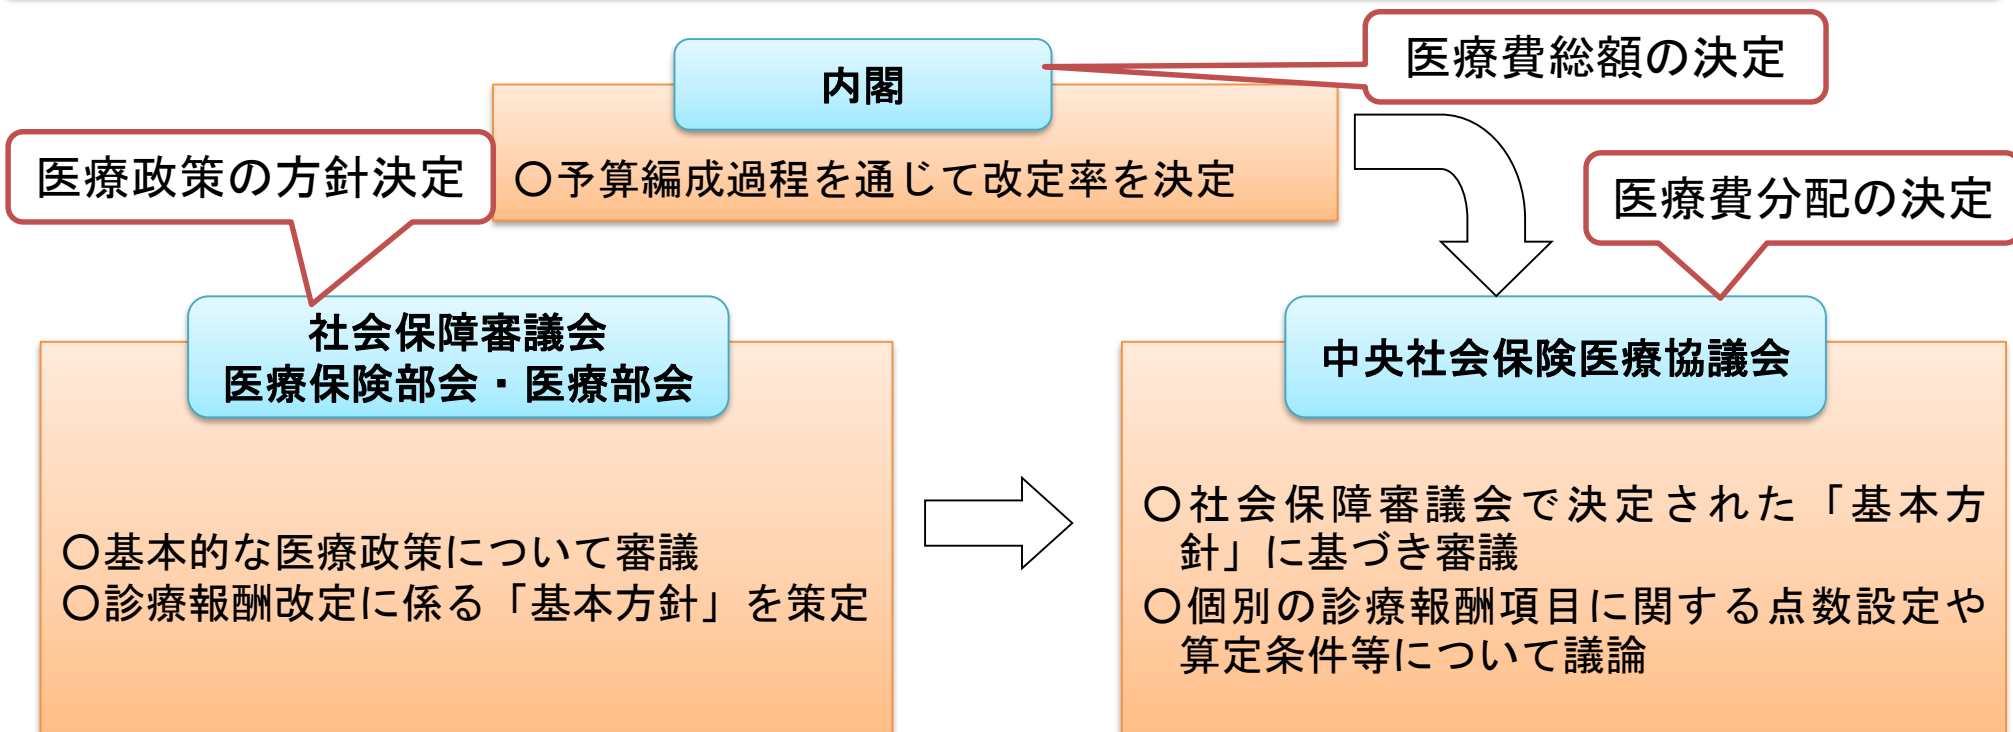 医療費総額の決定
内閣
〇予算編成過程を通じて改定率を決定
医療政策の方針決定
医療費分配の決定
社会保障審議会
医療保険部会・医療部会
〇基本的な医療政策について審議
〇診療報酬改定に係る「基本方針」を策定
中央社会保険医療協議会
〇社会保障審議会で決定された「基本方
針」に基づき審議
〇個別の診療報酬項目に関する点数設定や
算定条件等について議論